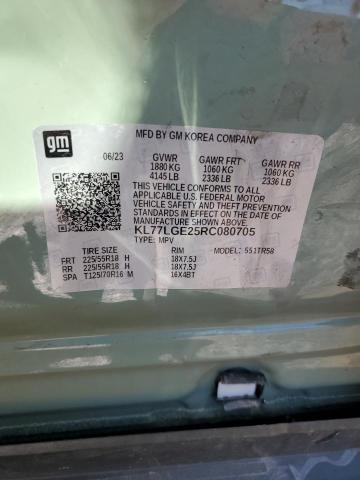 gm
MFD BY GM KOREA COMPANY
06/23 GVWR GAWR FRT GAWR RR
1880 KG 1060 KG 1060 KG
4145 LB 2336 LB 2336 LB
THIS VEHICLE CONFORMS TO ALL APPLICABLE
U.S. FEDERAL MOTOR
VEHICLE SAFETY AND THEFT PREVENTION
STANDARDS IN EFFECT ON THE DATE OF
MANUFACTURE SHOWN ABOVE.
KL77LGE25RC080705
TYPE: MPV MODEL: 551TR58
TIRE SIZE RIM
FRT 225/55R18 H 18X7.5J
RR 225/55R18 H 18X7.5J
SPA T125/70R16 M 16X4BT